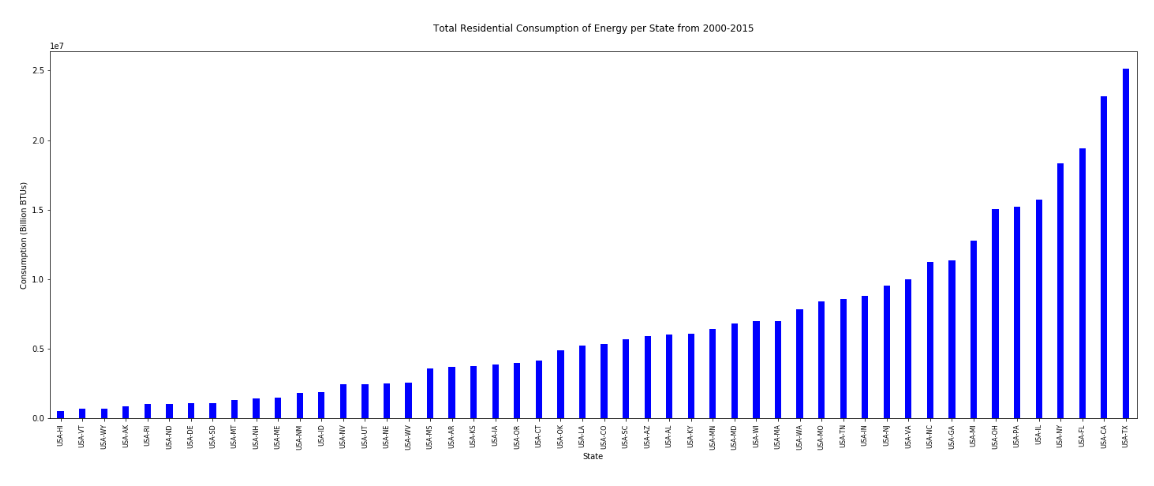 Total Residential Consumption of Energy per State from 2000-2015
1e7
2.5
2.0
1.5
1.0
0.5
0.0
Consumption (Billion BTUs)
USA-HI
USA-VT
USA-WY
USA-AK
USA-RI
USA-ND
USA-DE
USA-SD
USA-MT
USA-NH
USA-ME
USA-NM
USA-ID
USA-NV
USA-UT
USA-NE
USA-WV
USA-MS
USA-AR
USA-KS
USA-IA
USA-OR
USA-CT
USA-OK
USA-LA
USA-CO
USA-SC
USA-AZ
USA-AL
USA-KY
USA-MN
USA-MD
USA-WI
USA-MA
USA-WA
USA-MO
USA-TN
USA-IN
USA-NJ
USA-VA
USA-NC
USA-GA
USA-MI
USA-OH
USA-PA
USA-IL
USA-NY
USA-FL
USA-CA
USA-TX
State